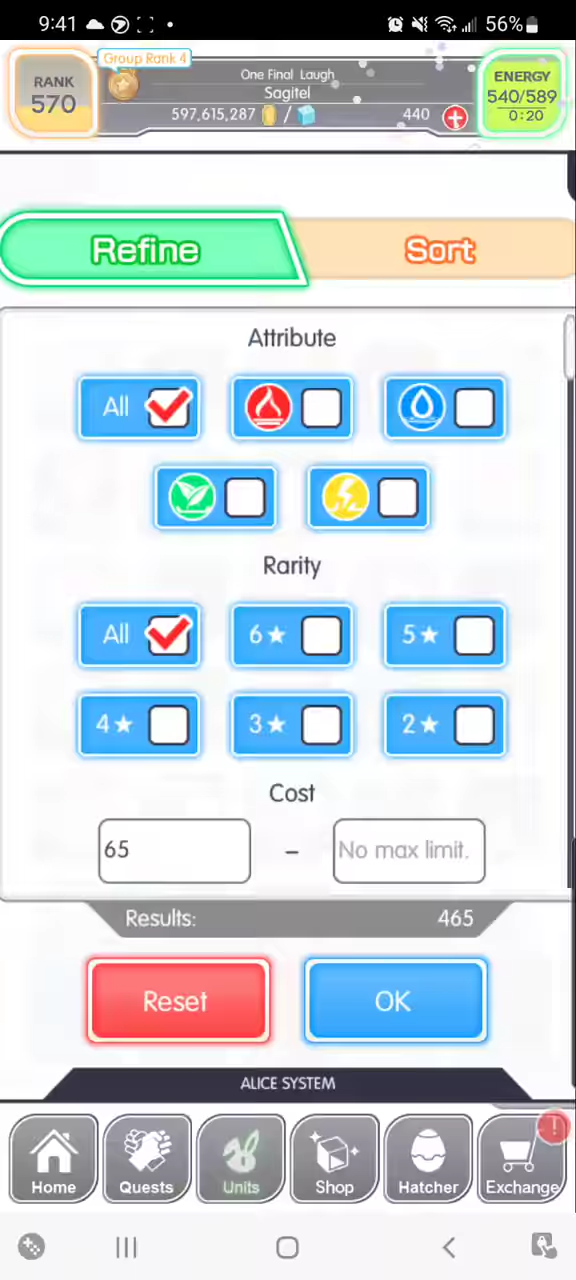 9:41
56%
RANK
570
Group Rank 4
One Final Laugh
Sagitel
597,615,287 / 440
ENERGY
540/589
0:20
Refine
Sort
Attribute
All
Rarity
All
6★
5★
4★
3★
2★
Cost
65
–
No max limit.
Results:
465
Reset
OK
ALICE SYSTEM
Home
Quests
Units
Shop
Hatcher
Exchange
!